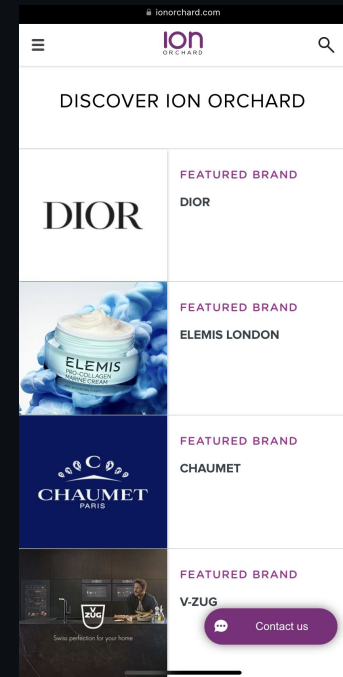 ionorchard.com
ION
ORCHARD
DISCOVER ION ORCHARD
DIOR
FEATURED BRAND
DIOR
ELEMIS
PRO-COLLAGEN
MARINE CREAM
FEATURED BRAND
ELEMIS LONDON
C
CHAUMET
PARIS
FEATURED BRAND
CHAUMET
V
ZUG
Swiss perfection for your home
FEATURED BRAND
V-ZUG
Contact us